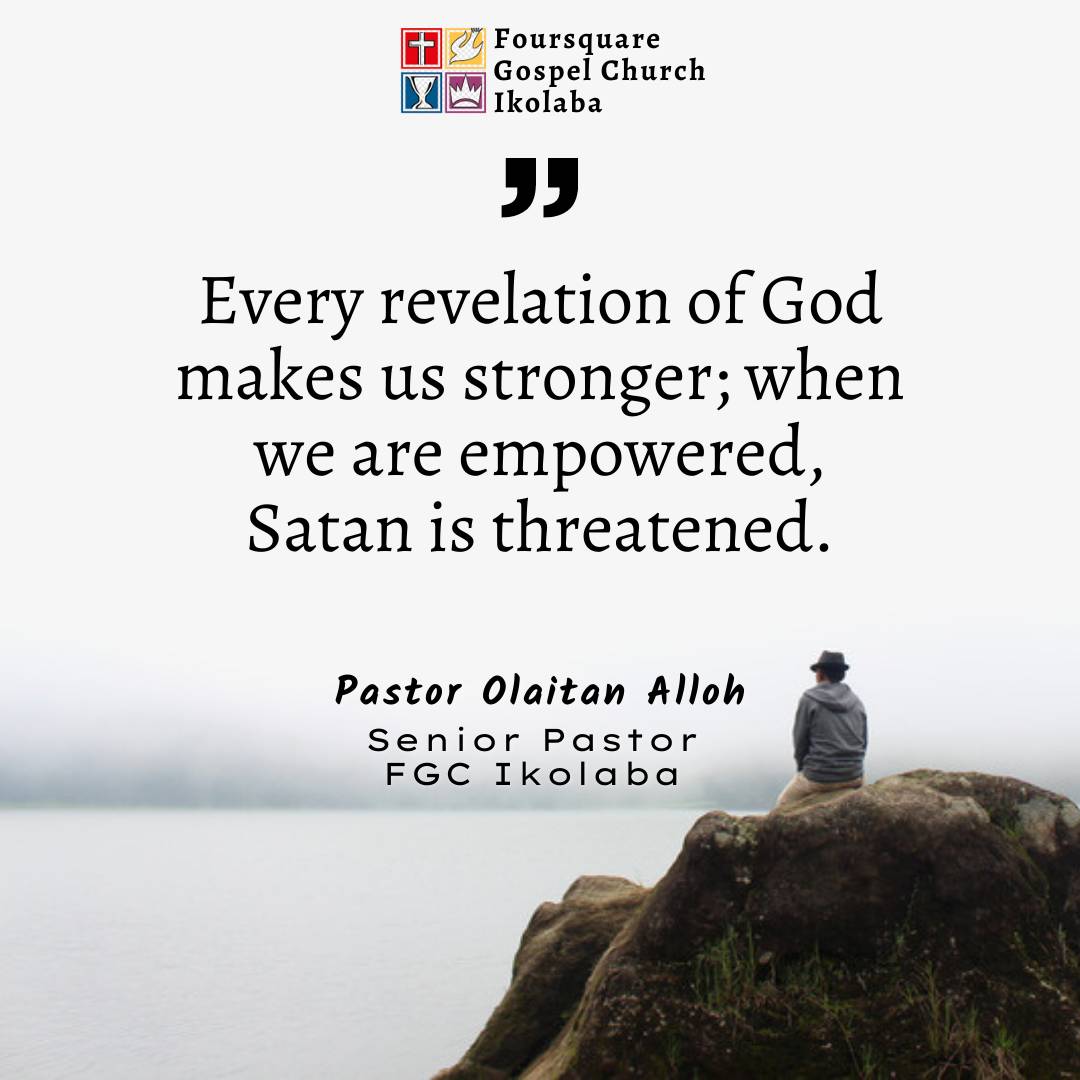 Foursquare
Gospel Church
Ikolaba
”
Every revelation of God
makes us stronger; when
we are empowered,
Satan is threatened.
Pastor Olaitan Alloh
Senior Pastor
FGC Ikolaba